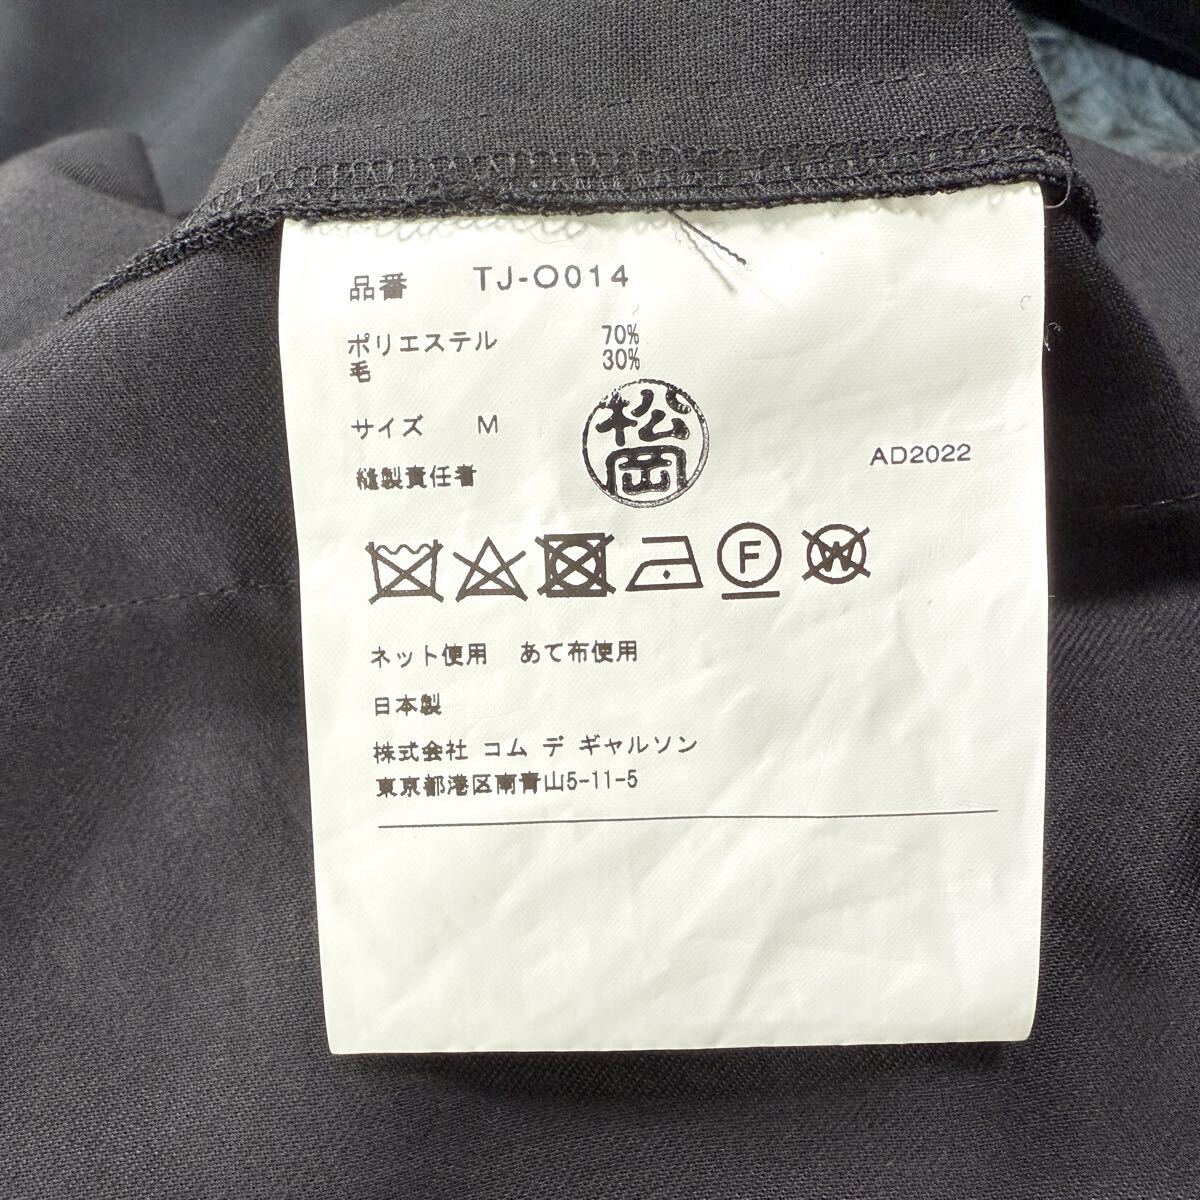 品番 TJ-O014
ポリエステル 70%
毛 30%
サイズ M
松岡
縫製責任者
AD2022
F
W
ネット使用 あて布使用
日本製
株式会社 コム デ ギャルソン
東京都港区南青山5-11-5